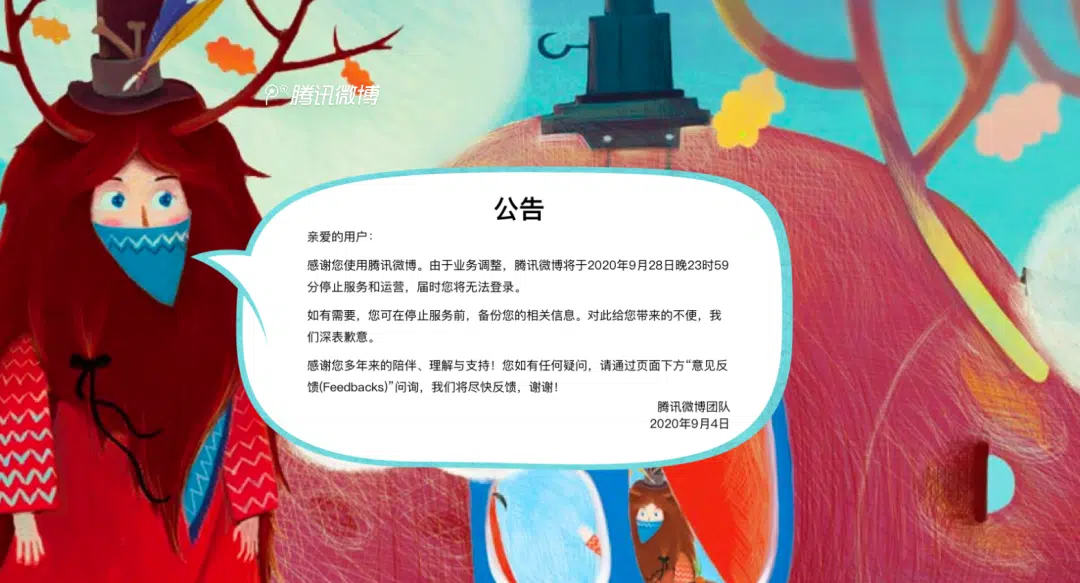 腾讯微博
公告
亲爱的用户：
感谢您使用腾讯微博。由于业务调整，腾讯微博将于2020年9月28日晚23时59
分停止服务和运营，届时您将无法登录。
如有需要，您可在停止服务前，备份您的相关信息。对此给您带来的不便，我
们深表歉意。
感谢您多年来的陪伴、理解与支持！您如有任何疑问，请通过页面下方“意见反
馈(Feedbacks)”问询，我们将尽快反馈，谢谢！
腾讯微博团队
2020年9月4日